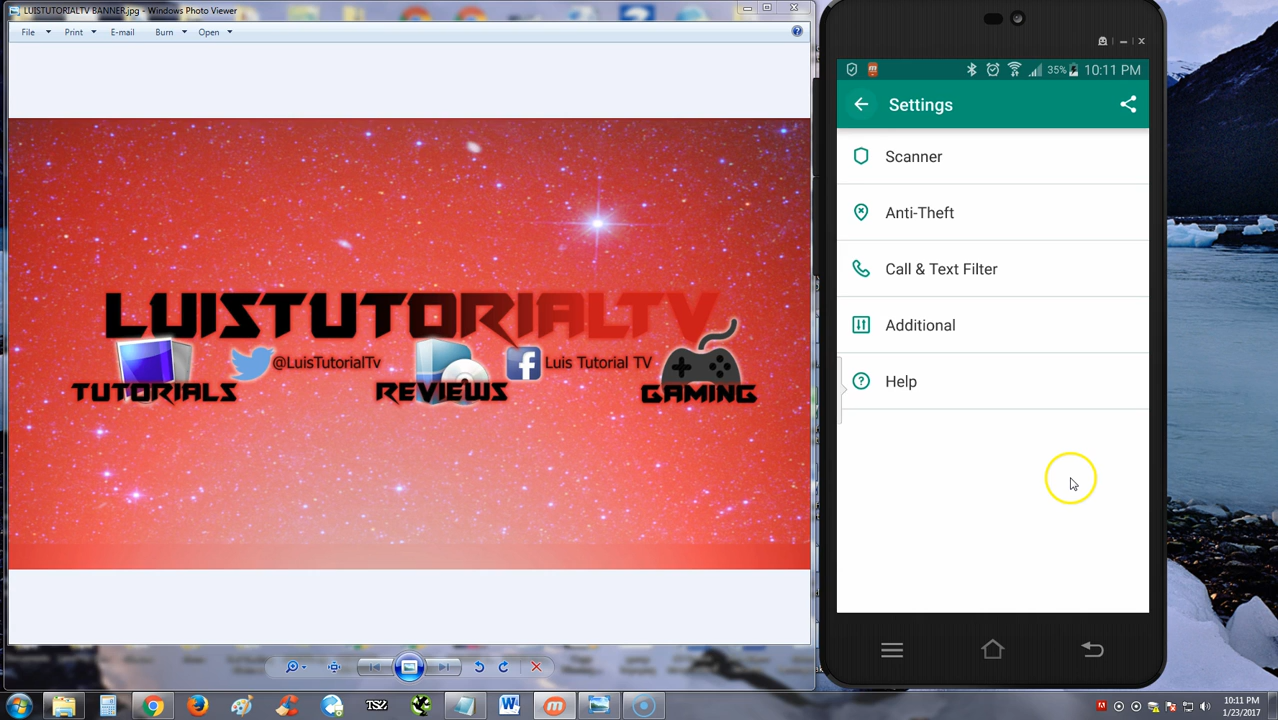 LUISTUTORIALTV BANNER.jpg - Windows Photo Viewer
File Print E-mail Burn Open
LUISTUTORIALTV
@LuisTutorialTv
Luis Tutorial TV
TUTORIALS
REVIEWS
GAMING
35% 10:11 PM
Settings
Scanner
Anti-Theft
Call & Text Filter
Additional
Help
10:11 PM
1/23/2017